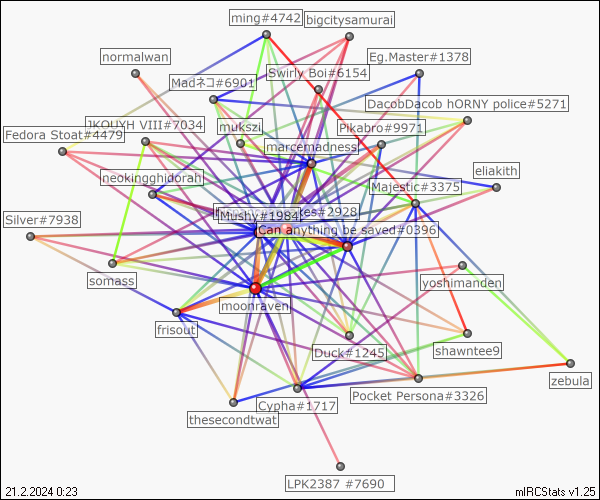 ming#4742
bigcitysamurai
normalwan
Eg.Master#1378
Swirly Boi#6154
Madネコ#6901
DacobDacob hORNY police#5271
JKOLIVH VIII#7034
mukszi
Pikabro#9971
Fedora Stoat#4479
marcemadness
eliakith
neokingghidorah
Majestic#3375
Mushy#1984
kes#2928
Silver#7938
Can anything be saved#0396
somass
yoshimanden
moonraven
frisout
shawntee9
Duck#1245
zebula
Pocket Persona#3326
Cypha#1717
thesecondtwat
LPK2387 #7690
21.2.2024 0:23
mIRCStats v1.25